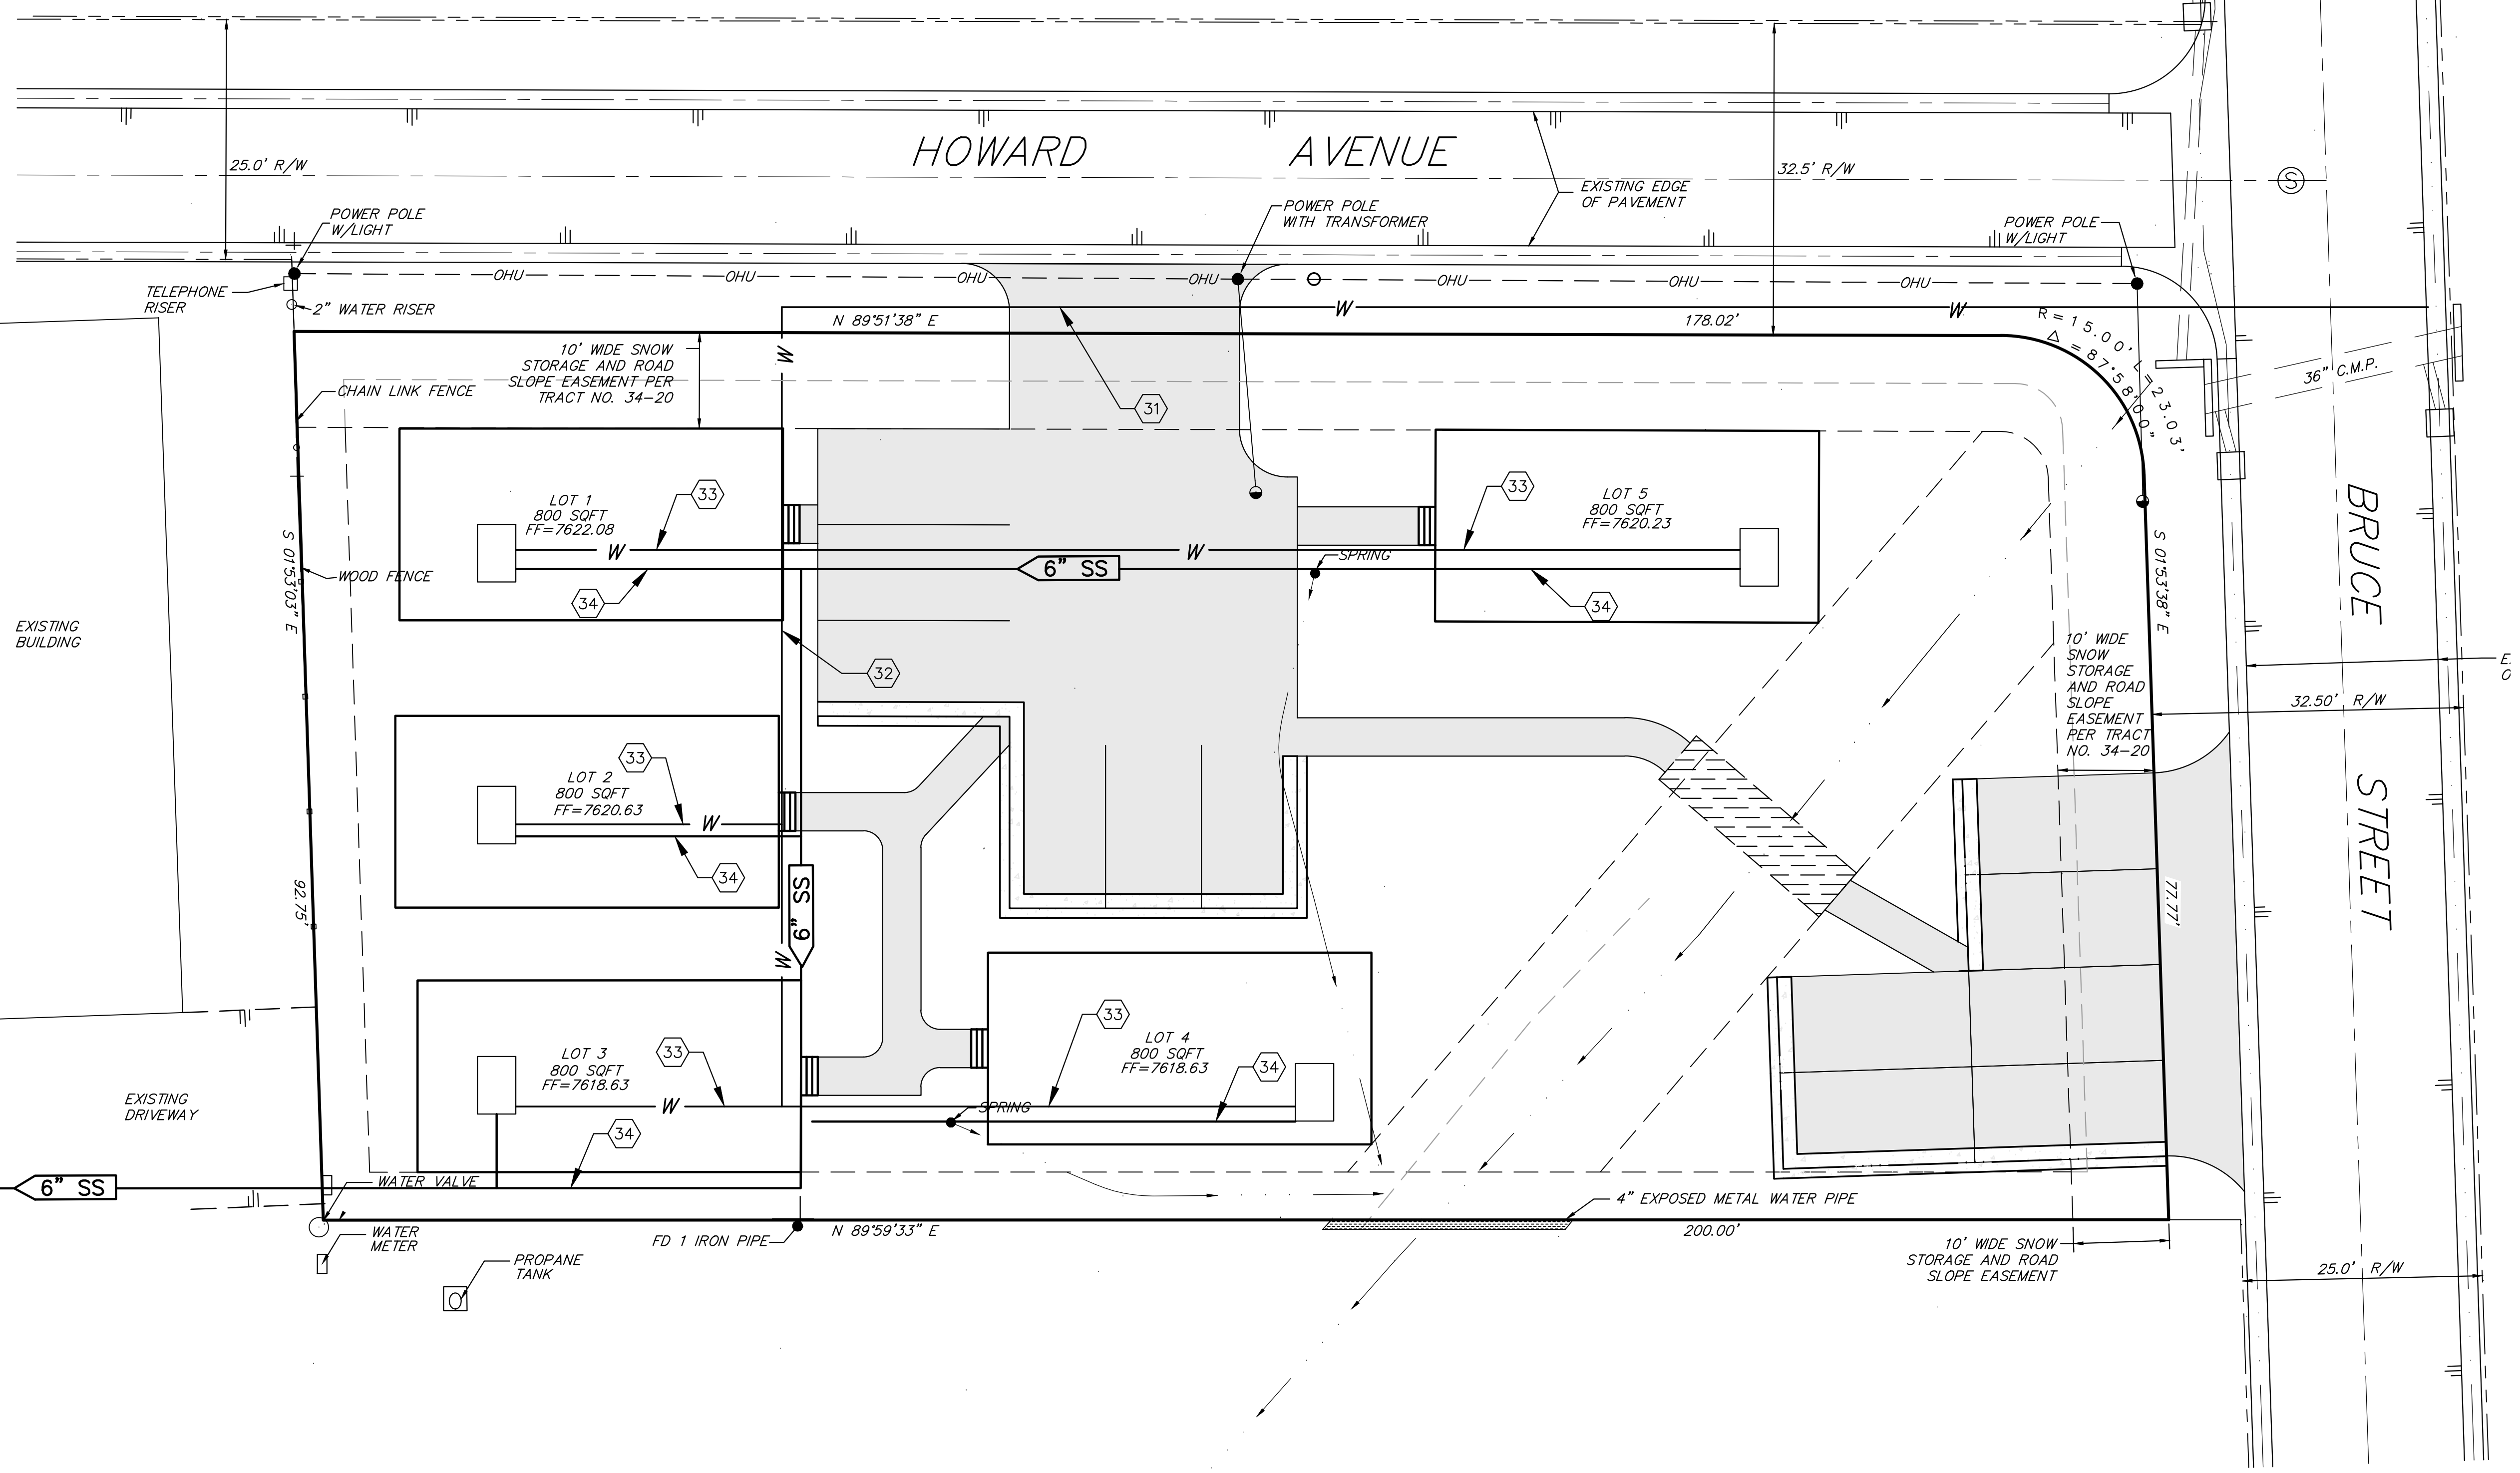 HOWARD AVENUE
25.0' R/W
32.5' R/W
EXISTING EDGE
OF PAVEMENT
S
POWER POLE
W/LIGHT
POWER POLE
WITH TRANSFORMER
POWER POLE
W/LIGHT
OHU
OHU
OHU
OHU
OHU
OHU
OHU
TELEPHONE
RISER
2" WATER RISER
W
W
N 89°51'38" E
178.02'
R=15.00' L=23.03'
Δ=87°58'00"
36" C.M.P.
10' WIDE SNOW
STORAGE AND ROAD
SLOPE EASEMENT PER
TRACT NO. 34-20
W
31
CHAIN LINK FENCE
LOT 1
800 SQFT
FF=7622.08
33
33
LOT 5
800 SQFT
FF=7620.23
W
W
SPRING
6" SS
34
34
S 01°53'03" E
WOOD FENCE
EXISTING
BUILDING
S 01°53'38" E
BRUCE STREET
10' WIDE
SNOW
STORAGE
AND ROAD
SLOPE
EASEMENT
PER TRACT
NO. 34-20
E
O
32.50' R/W
32
33
LOT 2
800 SQFT
FF=7620.63
W
34
6" SS
W
92.75'
77.77'
LOT 3
800 SQFT
FF=7618.63
33
33
LOT 4
800 SQFT
FF=7618.63
34
W
SPRING
34
EXISTING
DRIVEWAY
6" SS
WATER VALVE
4" EXPOSED METAL WATER PIPE
WATER
METER
FD 1 IRON PIPE
N 89°59'33" E
200.00'
10' WIDE SNOW
STORAGE AND ROAD
SLOPE EASEMENT
25.0' R/W
PROPANE
TANK